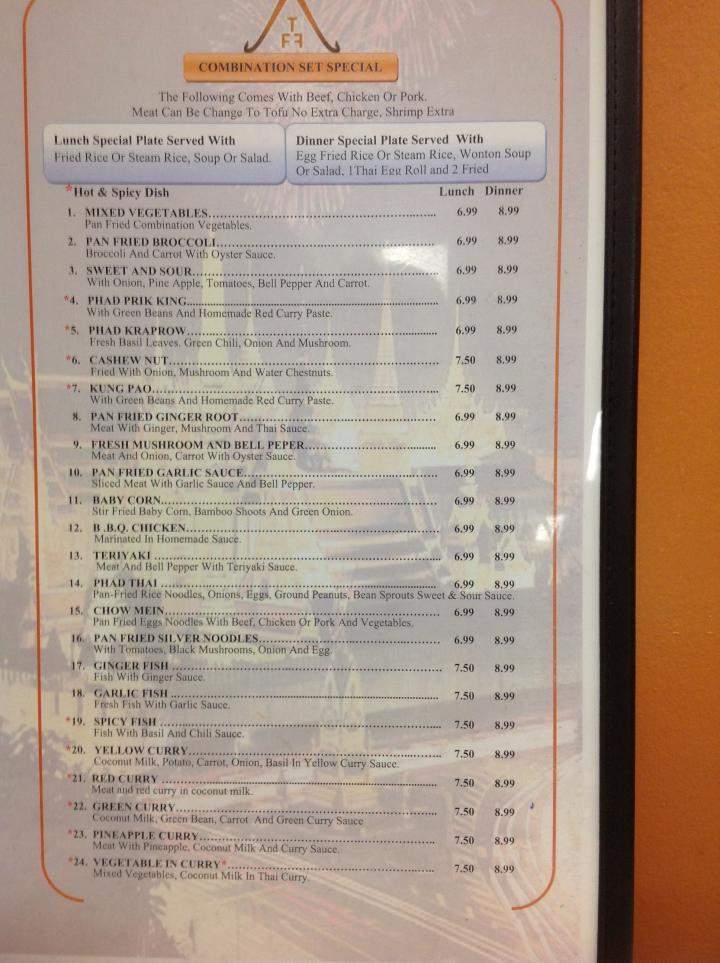 T
F F
COMBINATION SET SPECIAL
The Following Comes With Beef, Chicken Or Pork.
Meat Can Be Change To Tofu No Extra Charge, Shrimp Extra
Lunch Special Plate Served With
Fried Rice Or Steam Rice, Soup Or Salad.
Dinner Special Plate Served With
Egg Fried Rice Or Steam Rice, Wonton Soup
Or Salad, 1Thai Egg Roll and 2 Fried
*Hot & Spicy Dish Lunch Dinner
1. MIXED VEGETABLES 6.99 8.99
Pan Fried Combination Vegetables.
2. PAN FRIED BROCCOLI 6.99 8.99
Broccoli And Carrot With Oyster Sauce.
3. SWEET AND SOUR 6.99 8.99
With Onion, Pine Apple, Tomatoes, Bell Pepper And Carrot.
*4. PHAD PRIK KING 6.99 8.99
With Green Beans And Homemade Red Curry Paste.
*5. PHAD KRAPROW 6.99 8.99
Fresh Basil Leaves, Green Chili, Onion And Mushroom.
*6. CASHEW NUT 7.50 8.99
Fried With Onion, Mushroom And Water Chestnuts.
*7. KUNG PAO 7.50 8.99
With Green Beans And Homemade Red Curry Paste.
8. PAN FRIED GINGER ROOT 6.99 8.99
Meat With Ginger, Mushroom And Thai Sauce.
9. FRESH MUSHROOM AND BELL PEPER 6.99 8.99
Meat And Onion, Carrot With Oyster Sauce.
10. PAN FRIED GARLIC SAUCE 6.99 8.99
Sliced Meat With Garlic Sauce And Bell Pepper.
11. BABY CORN 6.99 8.99
Stir Fried Baby Corn, Bamboo Shoots And Green Onion.
12. B .B.Q. CHICKEN 6.99 8.99
Marinated In Homemade Sauce.
13. TERIYAKI 6.99 8.99
Meat And Bell Pepper With Teriyaki Sauce.
14. PHAD THAI 6.99 8.99
Pan-Fried Rice Noodles, Onions, Eggs, Ground Peanuts, Bean Sprouts Sweet & Sour Sauce.
15. CHOW MEIN 6.99 8.99
Pan Fried Eggs Noodles With Beef, Chicken Or Pork And Vegetables.
16. PAN FRIED SILVER NOODLES 6.99 8.99
With Tomatoes, Black Mushrooms, Onion And Egg.
17. GINGER FISH 7.50 8.99
Fish With Ginger Sauce.
18. GARLIC FISH 7.50 8.99
Fresh Fish With Garlic Sauce.
*19. SPICY FISH 7.50 8.99
Fish With Basil And Chili Sauce.
*20. YELLOW CURRY 7.50 8.99
Coconut Milk, Potato, Carrot, Onion, Basil In Yellow Curry Sauce.
*21. RED CURRY 7.50 8.99
Meat and red curry in coconut milk.
*22. GREEN CURRY 7.50 8.99
Coconut Milk, Green Bean, Carrot And Green Curry Sauce
*23. PINEAPPLE CURRY 7.50 8.99
Meat With Pineapple, Coconut Milk And Curry Sauce.
*24. VEGETABLE IN CURRY* 7.50 8.99
Mixed Vegetables, Coconut Milk In Thai Curry.